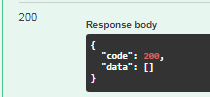 200
Response body
{
  "code": 200,
  "data": []
}